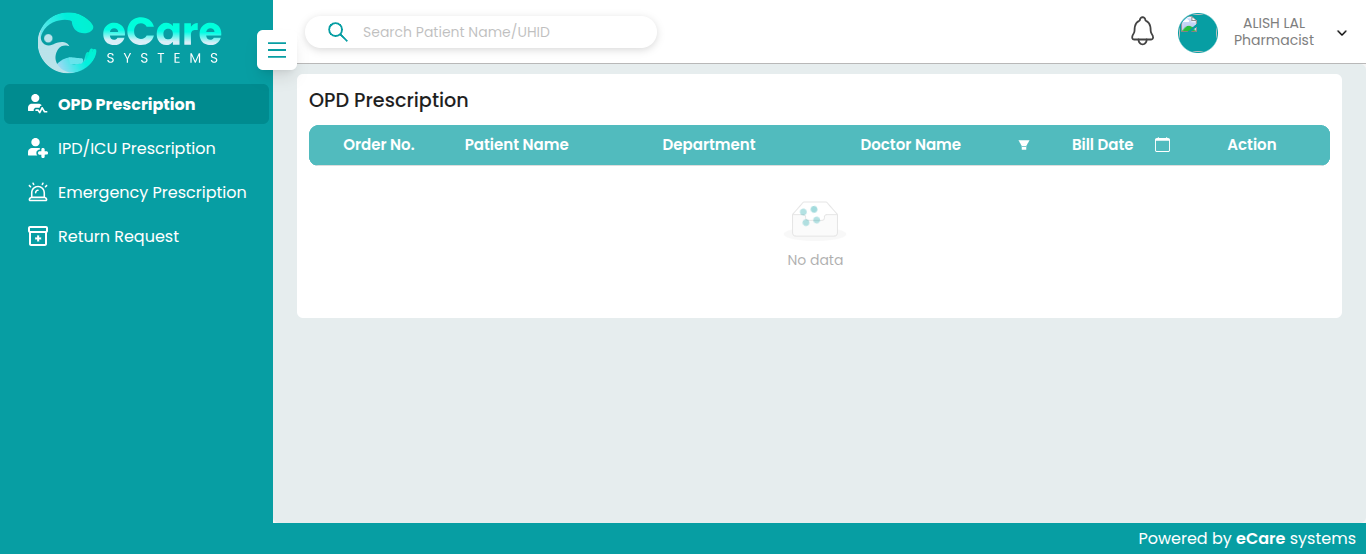 eCare
SYSTEMS
Search Patient Name/UHID
ALISH LAL
Pharmacist
OPD Prescription
IPD/ICU Prescription
Emergency Prescription
Return Request
OPD Prescription
Order No. Patient Name Department Doctor Name Bill Date Action
No data
Powered by eCare systems